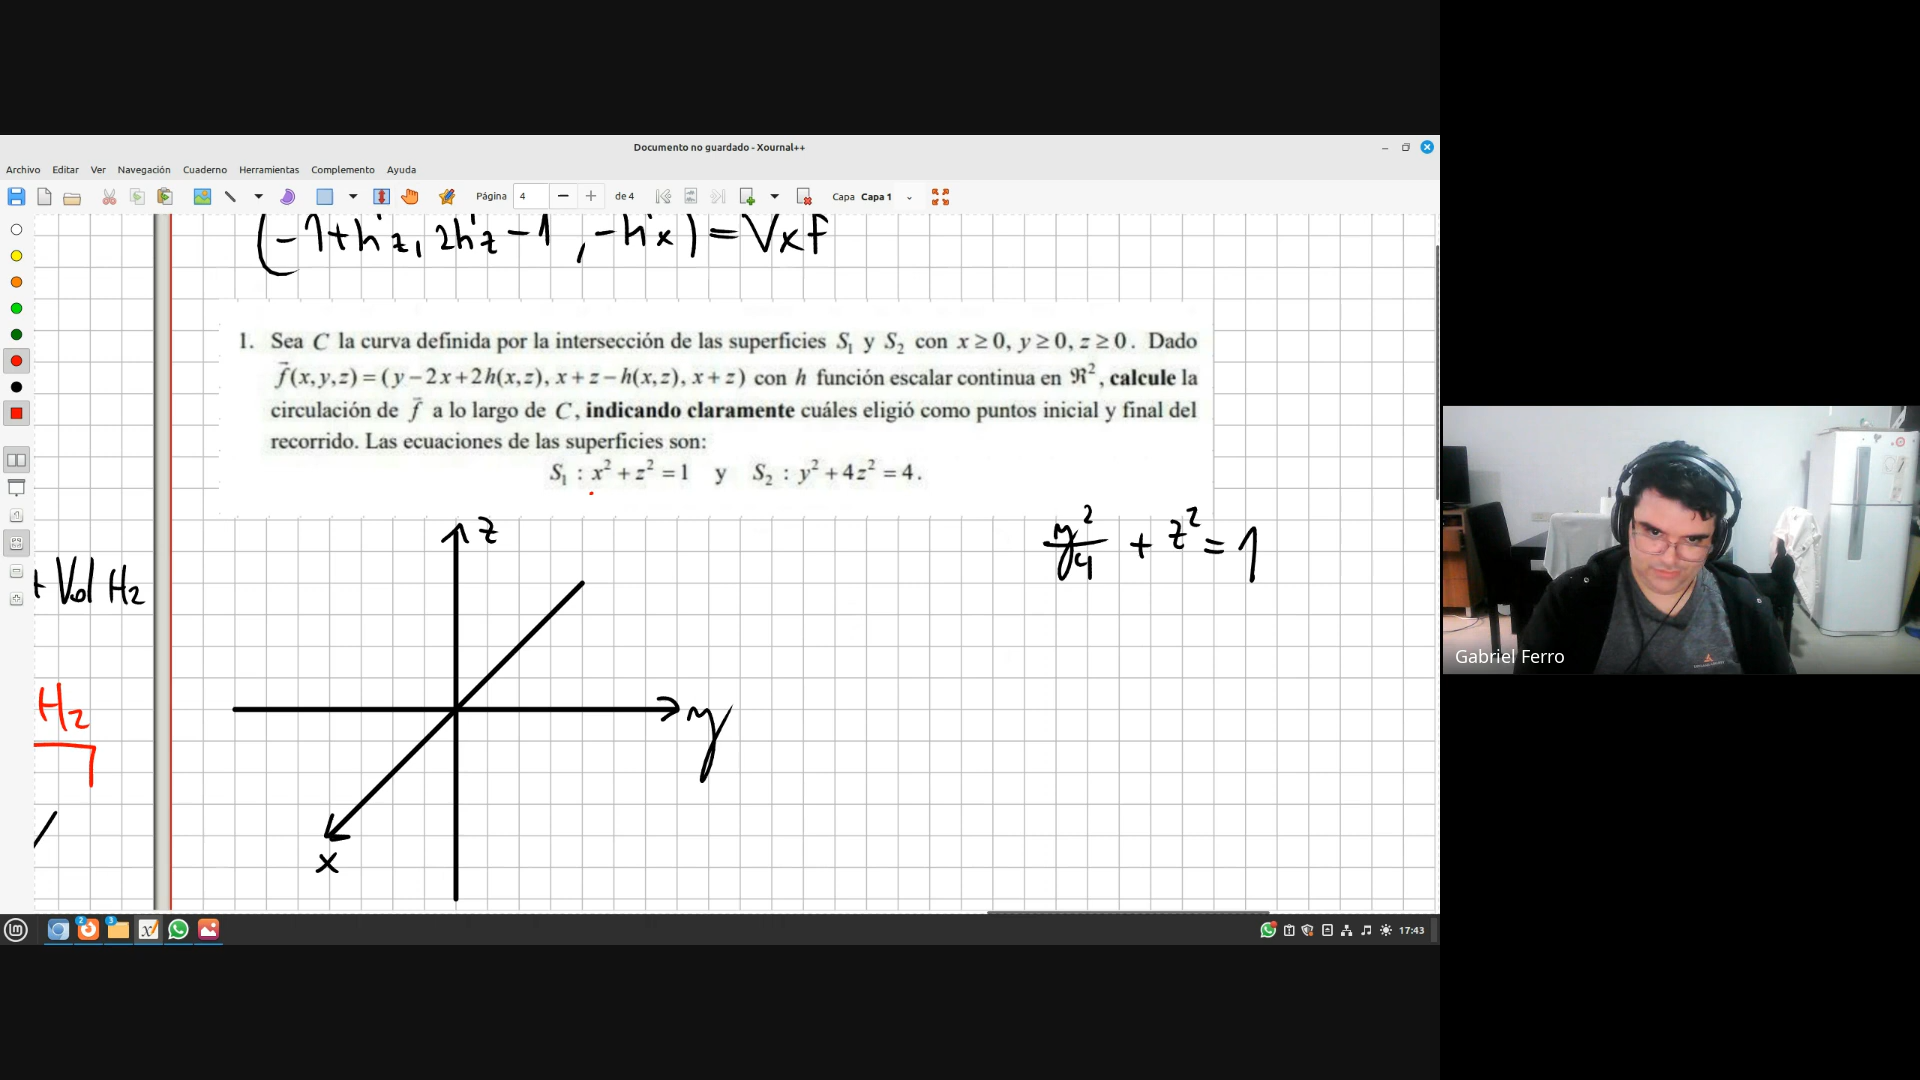 Documento no guardado - Xournal++
Archivo Editar Ver Navegación Cuaderno Herramientas Complemento Ayuda
Página 4 de 4 Capa Capa 1
(-1+h'z, 2h'z-1, -h'x) = ∇xf
1. Sea C la curva definida por la intersección de las superficies S₁ y S₂ con x ≥ 0, y ≥ 0, z ≥ 0. Dado
f⃗(x,y,z) = (y−2x+2h(x,z), x+z−h(x,z), x+z) con h función escalar continua en ℜ², calcule la
circulación de f⃗ a lo largo de C, indicando claramente cuáles eligió como puntos inicial y final del
recorrido. Las ecuaciones de las superficies son:
S₁ : x² + z² = 1 y S₂ : y² + 4z² = 4.
z
y²/4 + z² = 1
+ Vol H₂
H₂
y
x
2
3
17:43
Gabriel Ferro